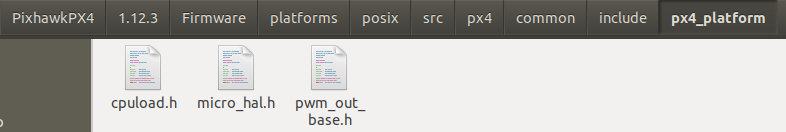 PixhawkPX4 1.12.3 Firmware platforms posix src px4 common include px4_platform
cpuload.h micro_hal.h pwm_out_
base.h